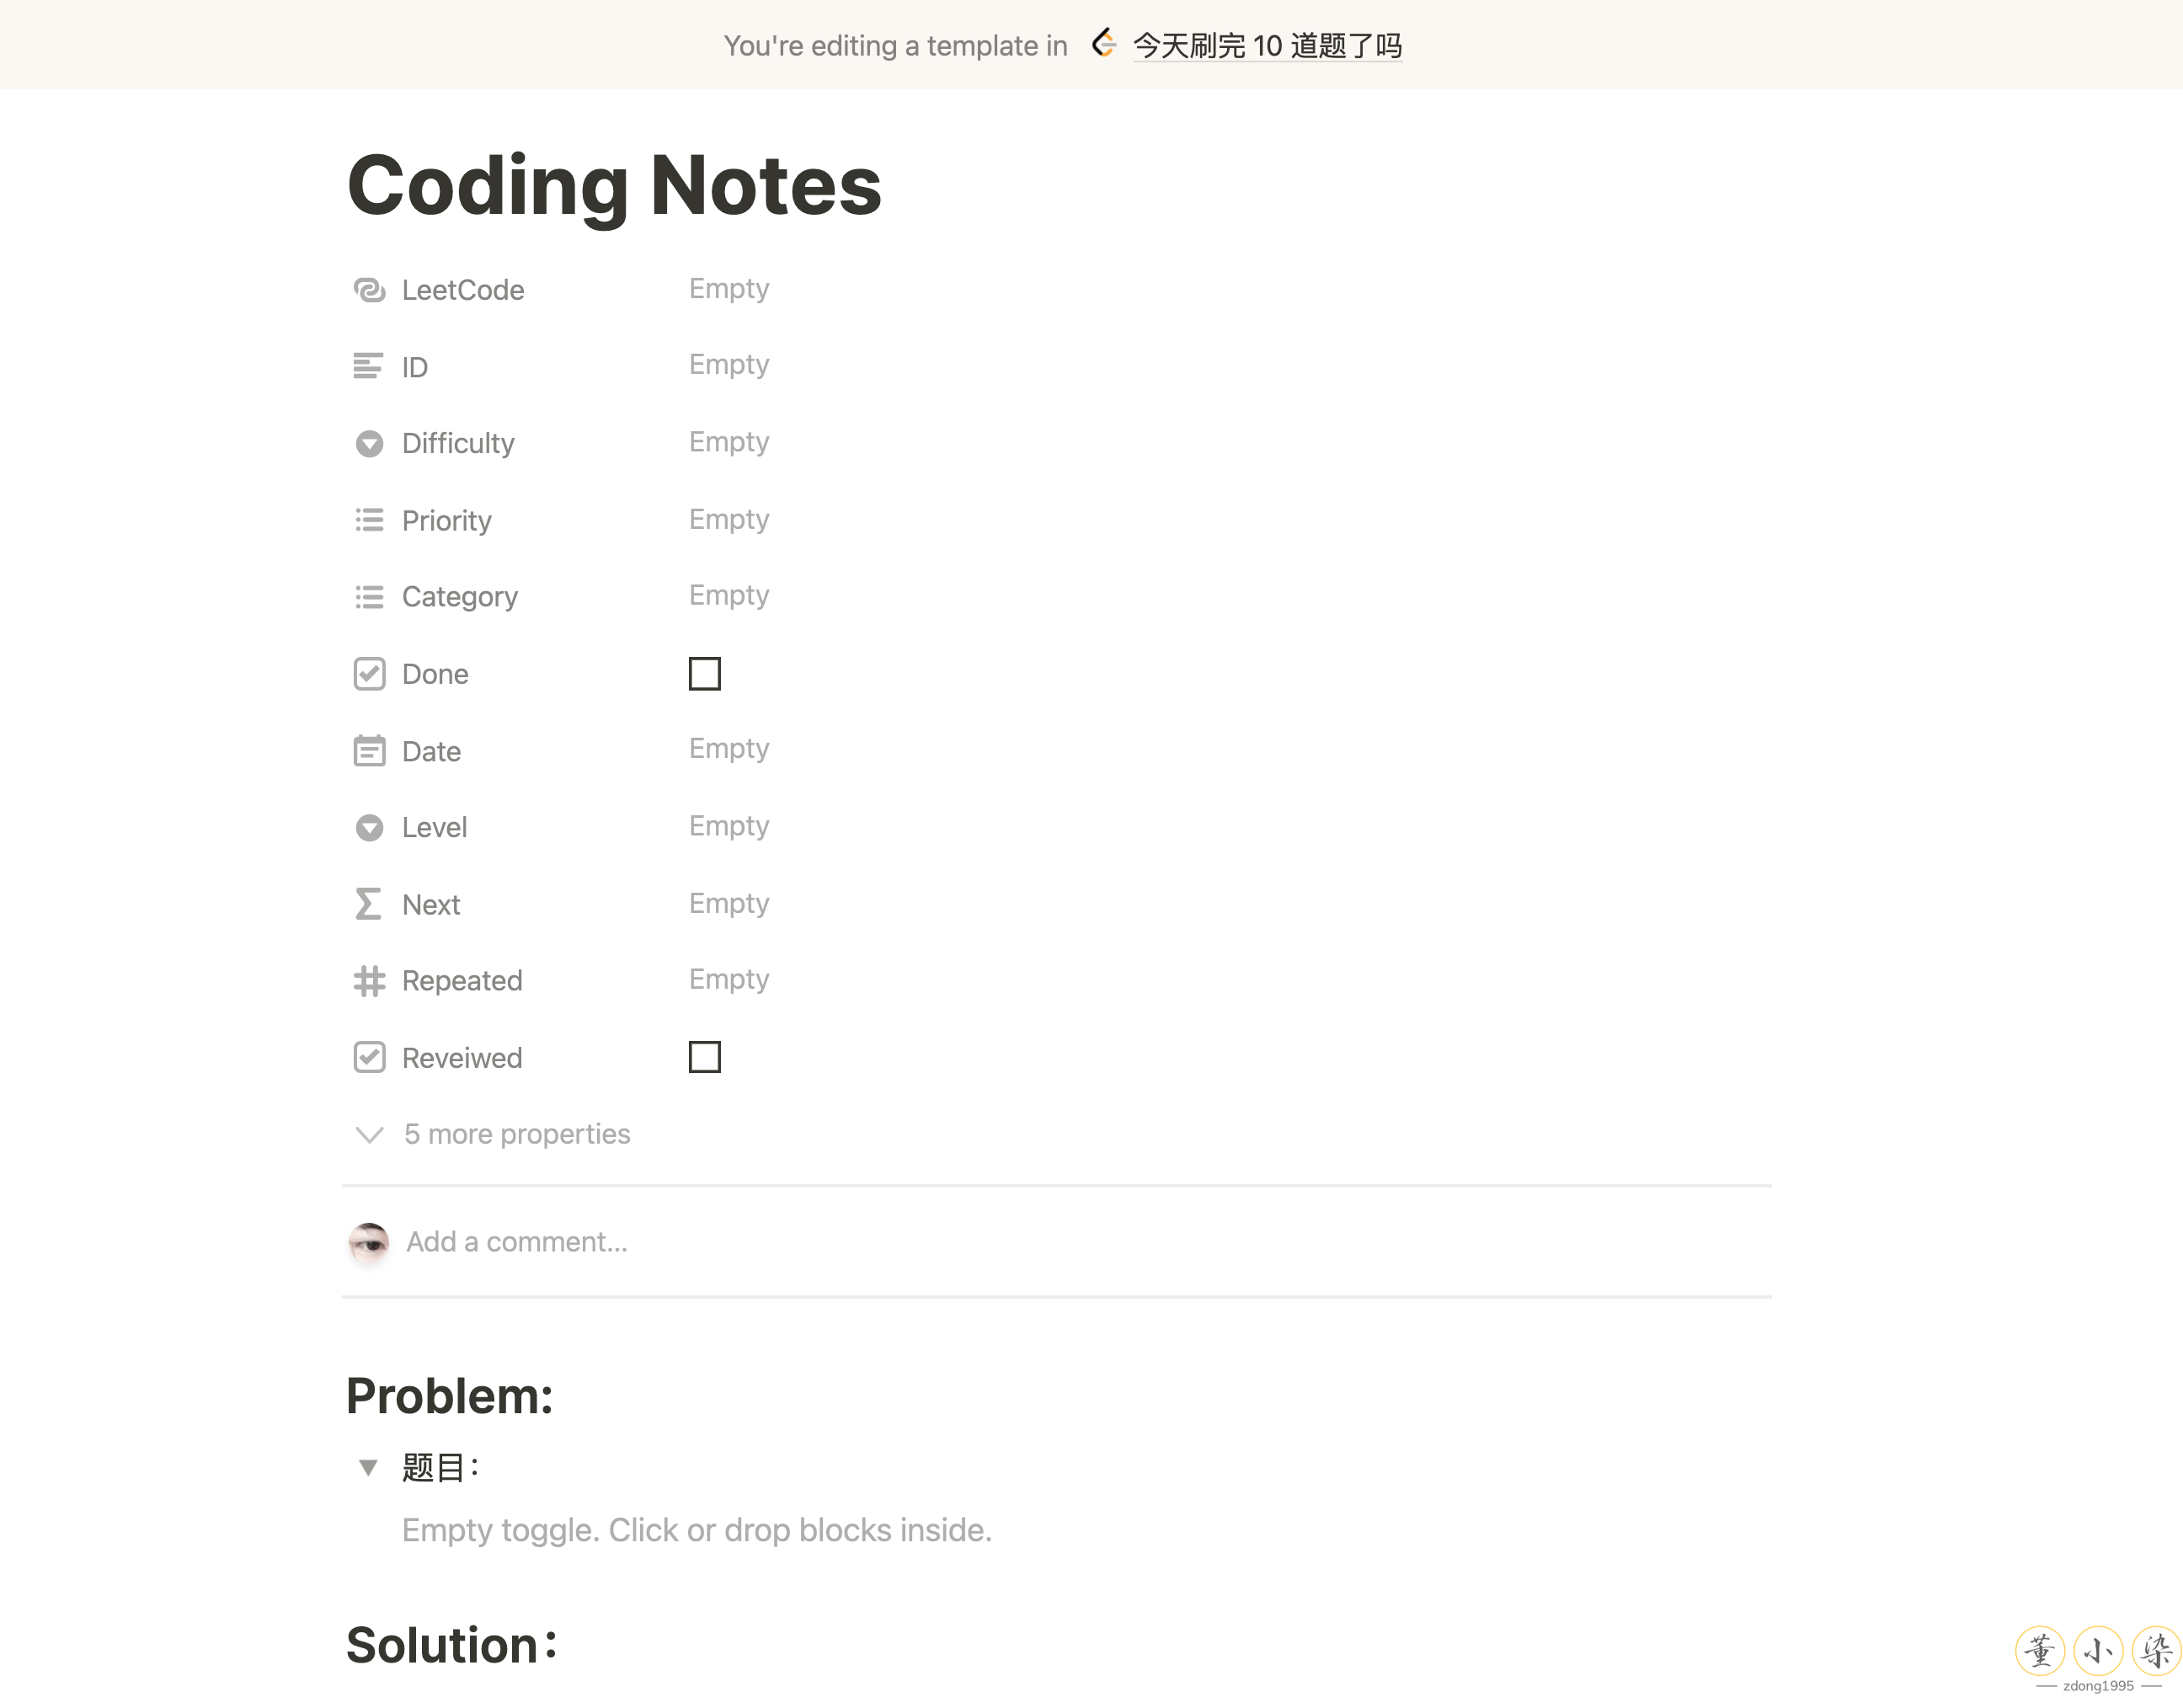 You're editing a template in 今天刷完 10 道题了吗
Coding Notes
LeetCode Empty
ID Empty
Difficulty Empty
Priority Empty
Category Empty
Done
Date Empty
Level Empty
Next Empty
Repeated Empty
Reveiwed
5 more properties
Add a comment...
Problem:
题目：
Empty toggle. Click or drop blocks inside.
Solution：
董小染
zdong1995